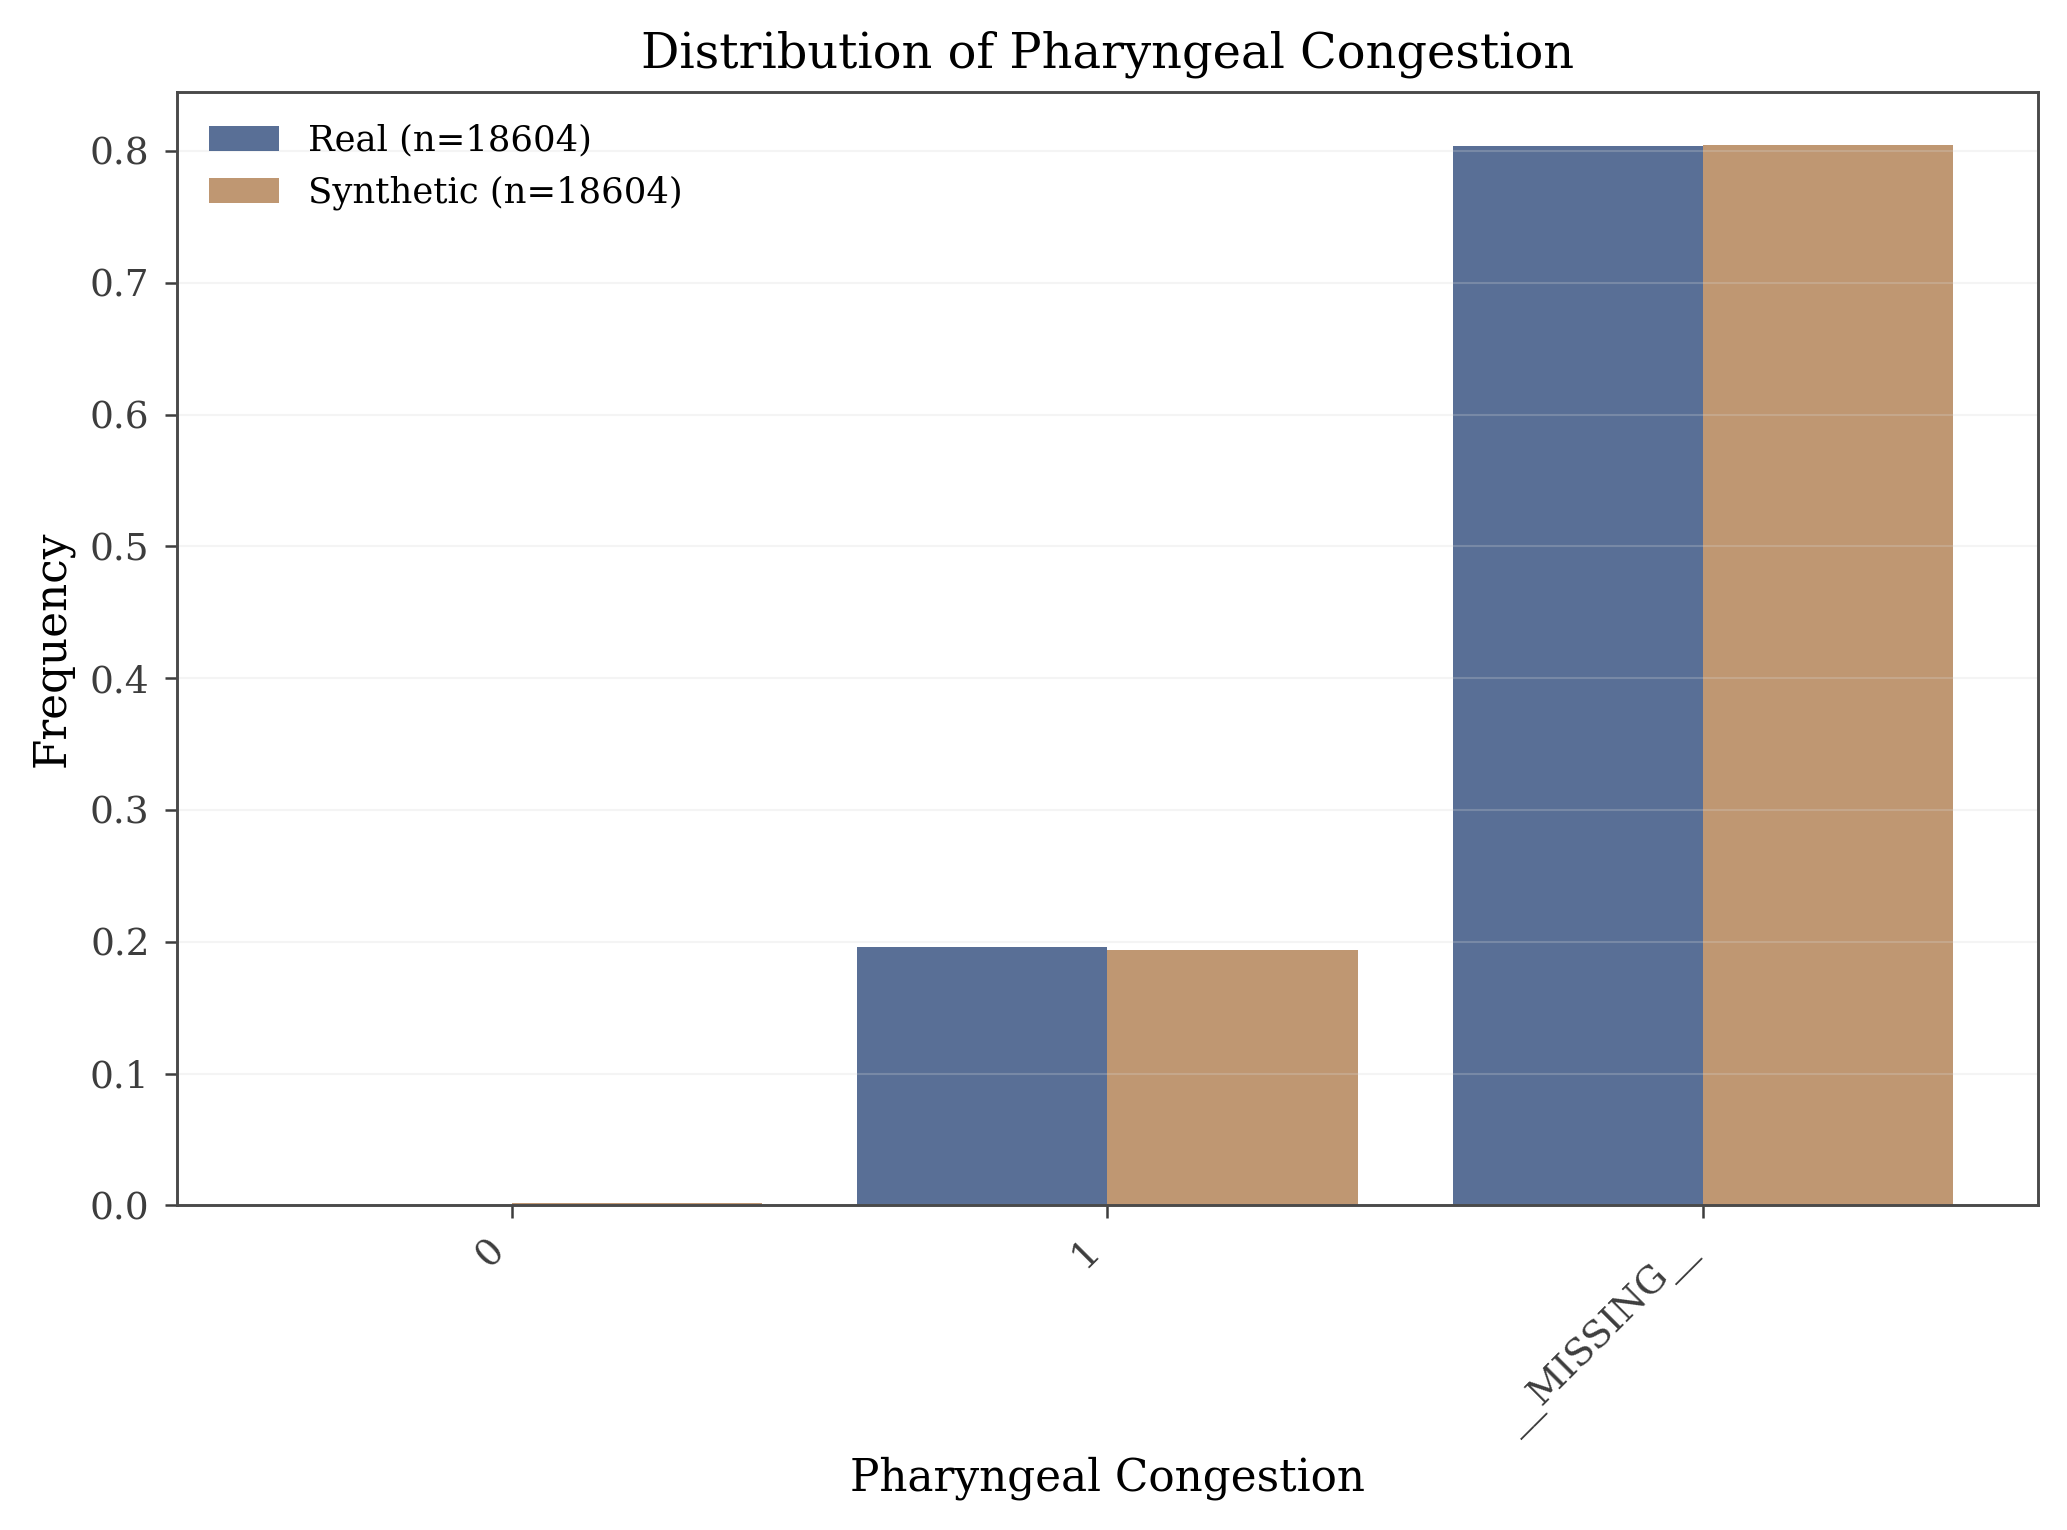 Distribution of Pharyngeal Congestion
Real (n=18604)
Synthetic (n=18604)
Frequency
0.8
0.7
0.6
0.5
0.4
0.3
0.2
0.1
0.0
0
1
__MISSING__
Pharyngeal Congestion